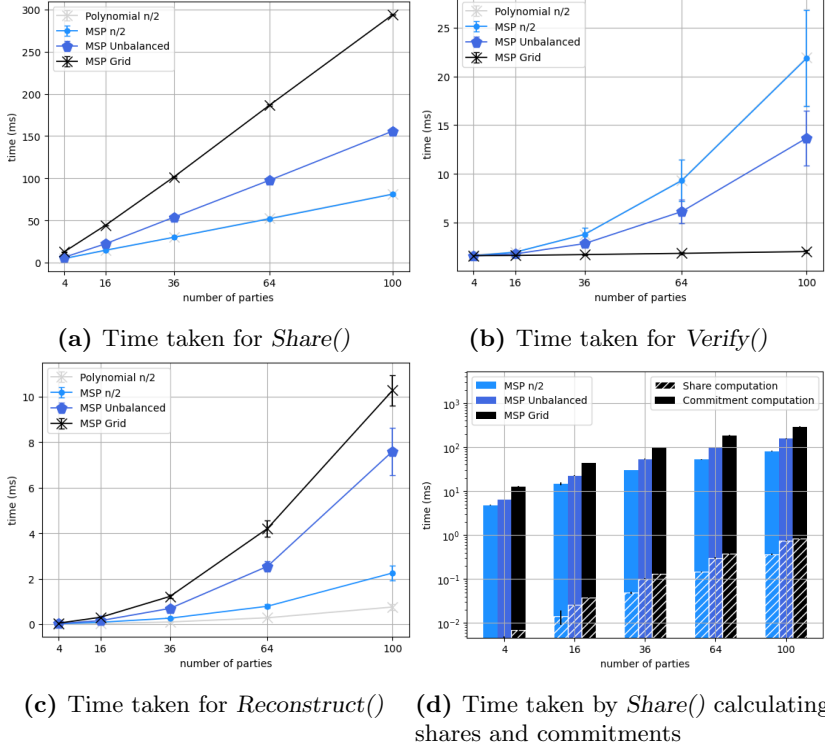 300
250
200
150
100
50
0
time (ms)
Polynomial n/2
MSP n/2
MSP Unbalanced
MSP Grid
4 16 36 64 100
number of parties
(a) Time taken for Share()
25
20
15
10
5
time (ms)
Polynomial n/2
MSP n/2
MSP Unbalanced
MSP Grid
4 16 36 64 100
number of parties
(b) Time taken for Verify()
10
8
6
4
2
0
time (ms)
Polynomial n/2
MSP n/2
MSP Unbalanced
MSP Grid
4 16 36 64 100
number of parties
(c) Time taken for Reconstruct()
10³
10²
10¹
10⁰
10⁻¹
10⁻²
time (ms)
MSP n/2
MSP Unbalanced
MSP Grid
Share computation
Commitment computation
4 16 36 64 100
number of parties
(d) Time taken by Share() calculating
shares and commitments